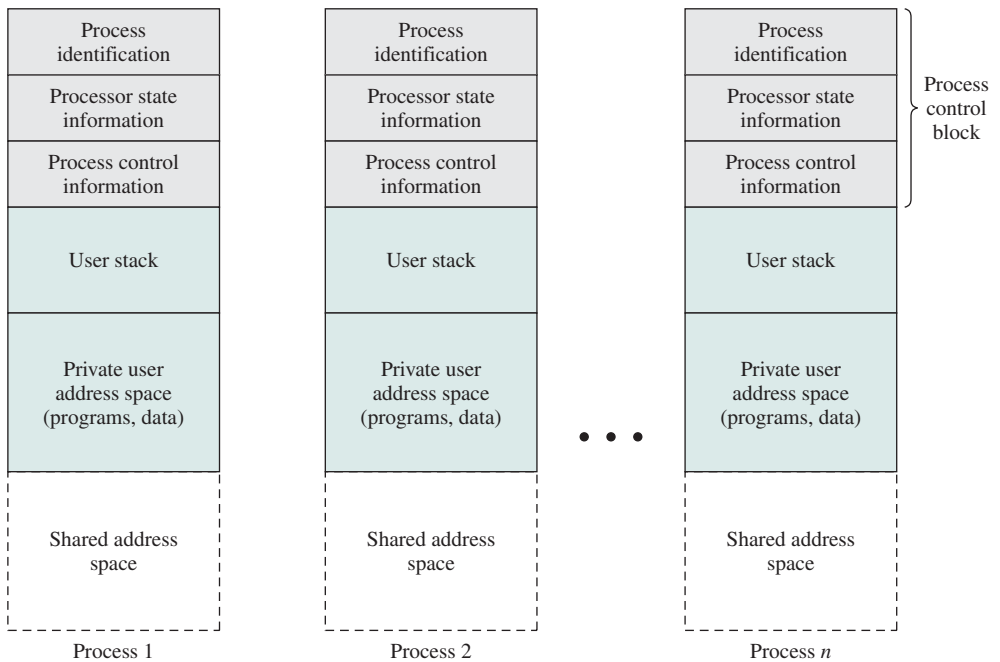 Process
identification
Processor state
information
Process control
information
User stack
Private user
address space
(programs, data)
Shared address
space
Process 1
Process
identification
Processor state
information
Process control
information
User stack
Private user
address space
(programs, data)
Shared address
space
Process 2
• • •
Process
identification
Processor state
information
Process control
information
User stack
Private user
address space
(programs, data)
Shared address
space
Process n
Process
control
block